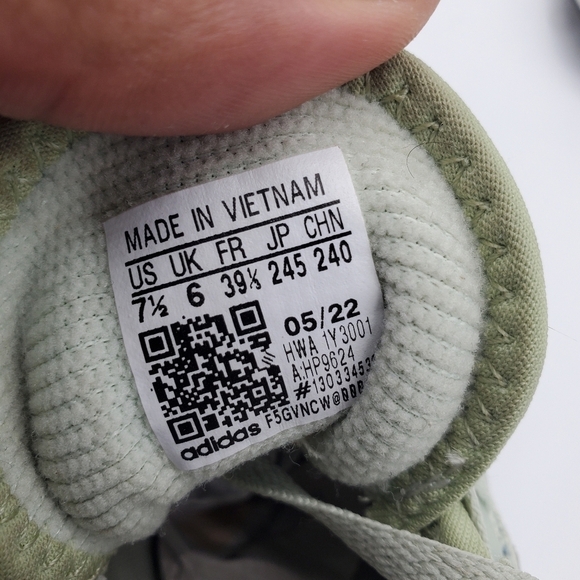 MADE IN VIETNAM
US UK FR JP CHN
7½ 6 39⅓ 245 240
05/22
HWA 1Y3001
A:HP9624
F5GVNCW@
adidas